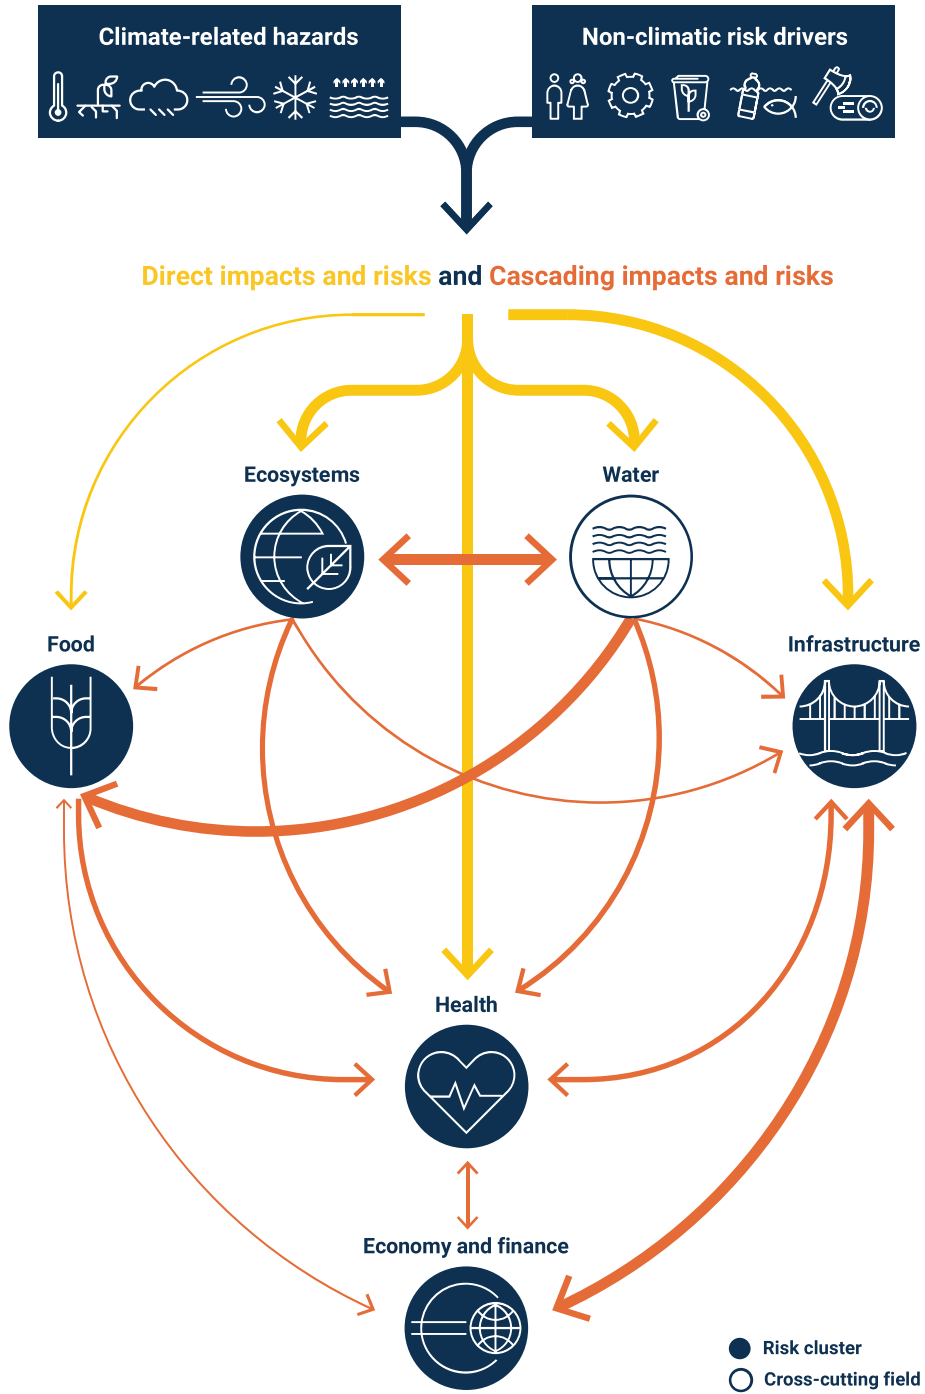 Climate-related hazards
Non-climatic risk drivers
Direct impacts and risks and Cascading impacts and risks
Ecosystems
Water
Food
Infrastructure
Health
Economy and finance
Risk cluster
Cross-cutting field